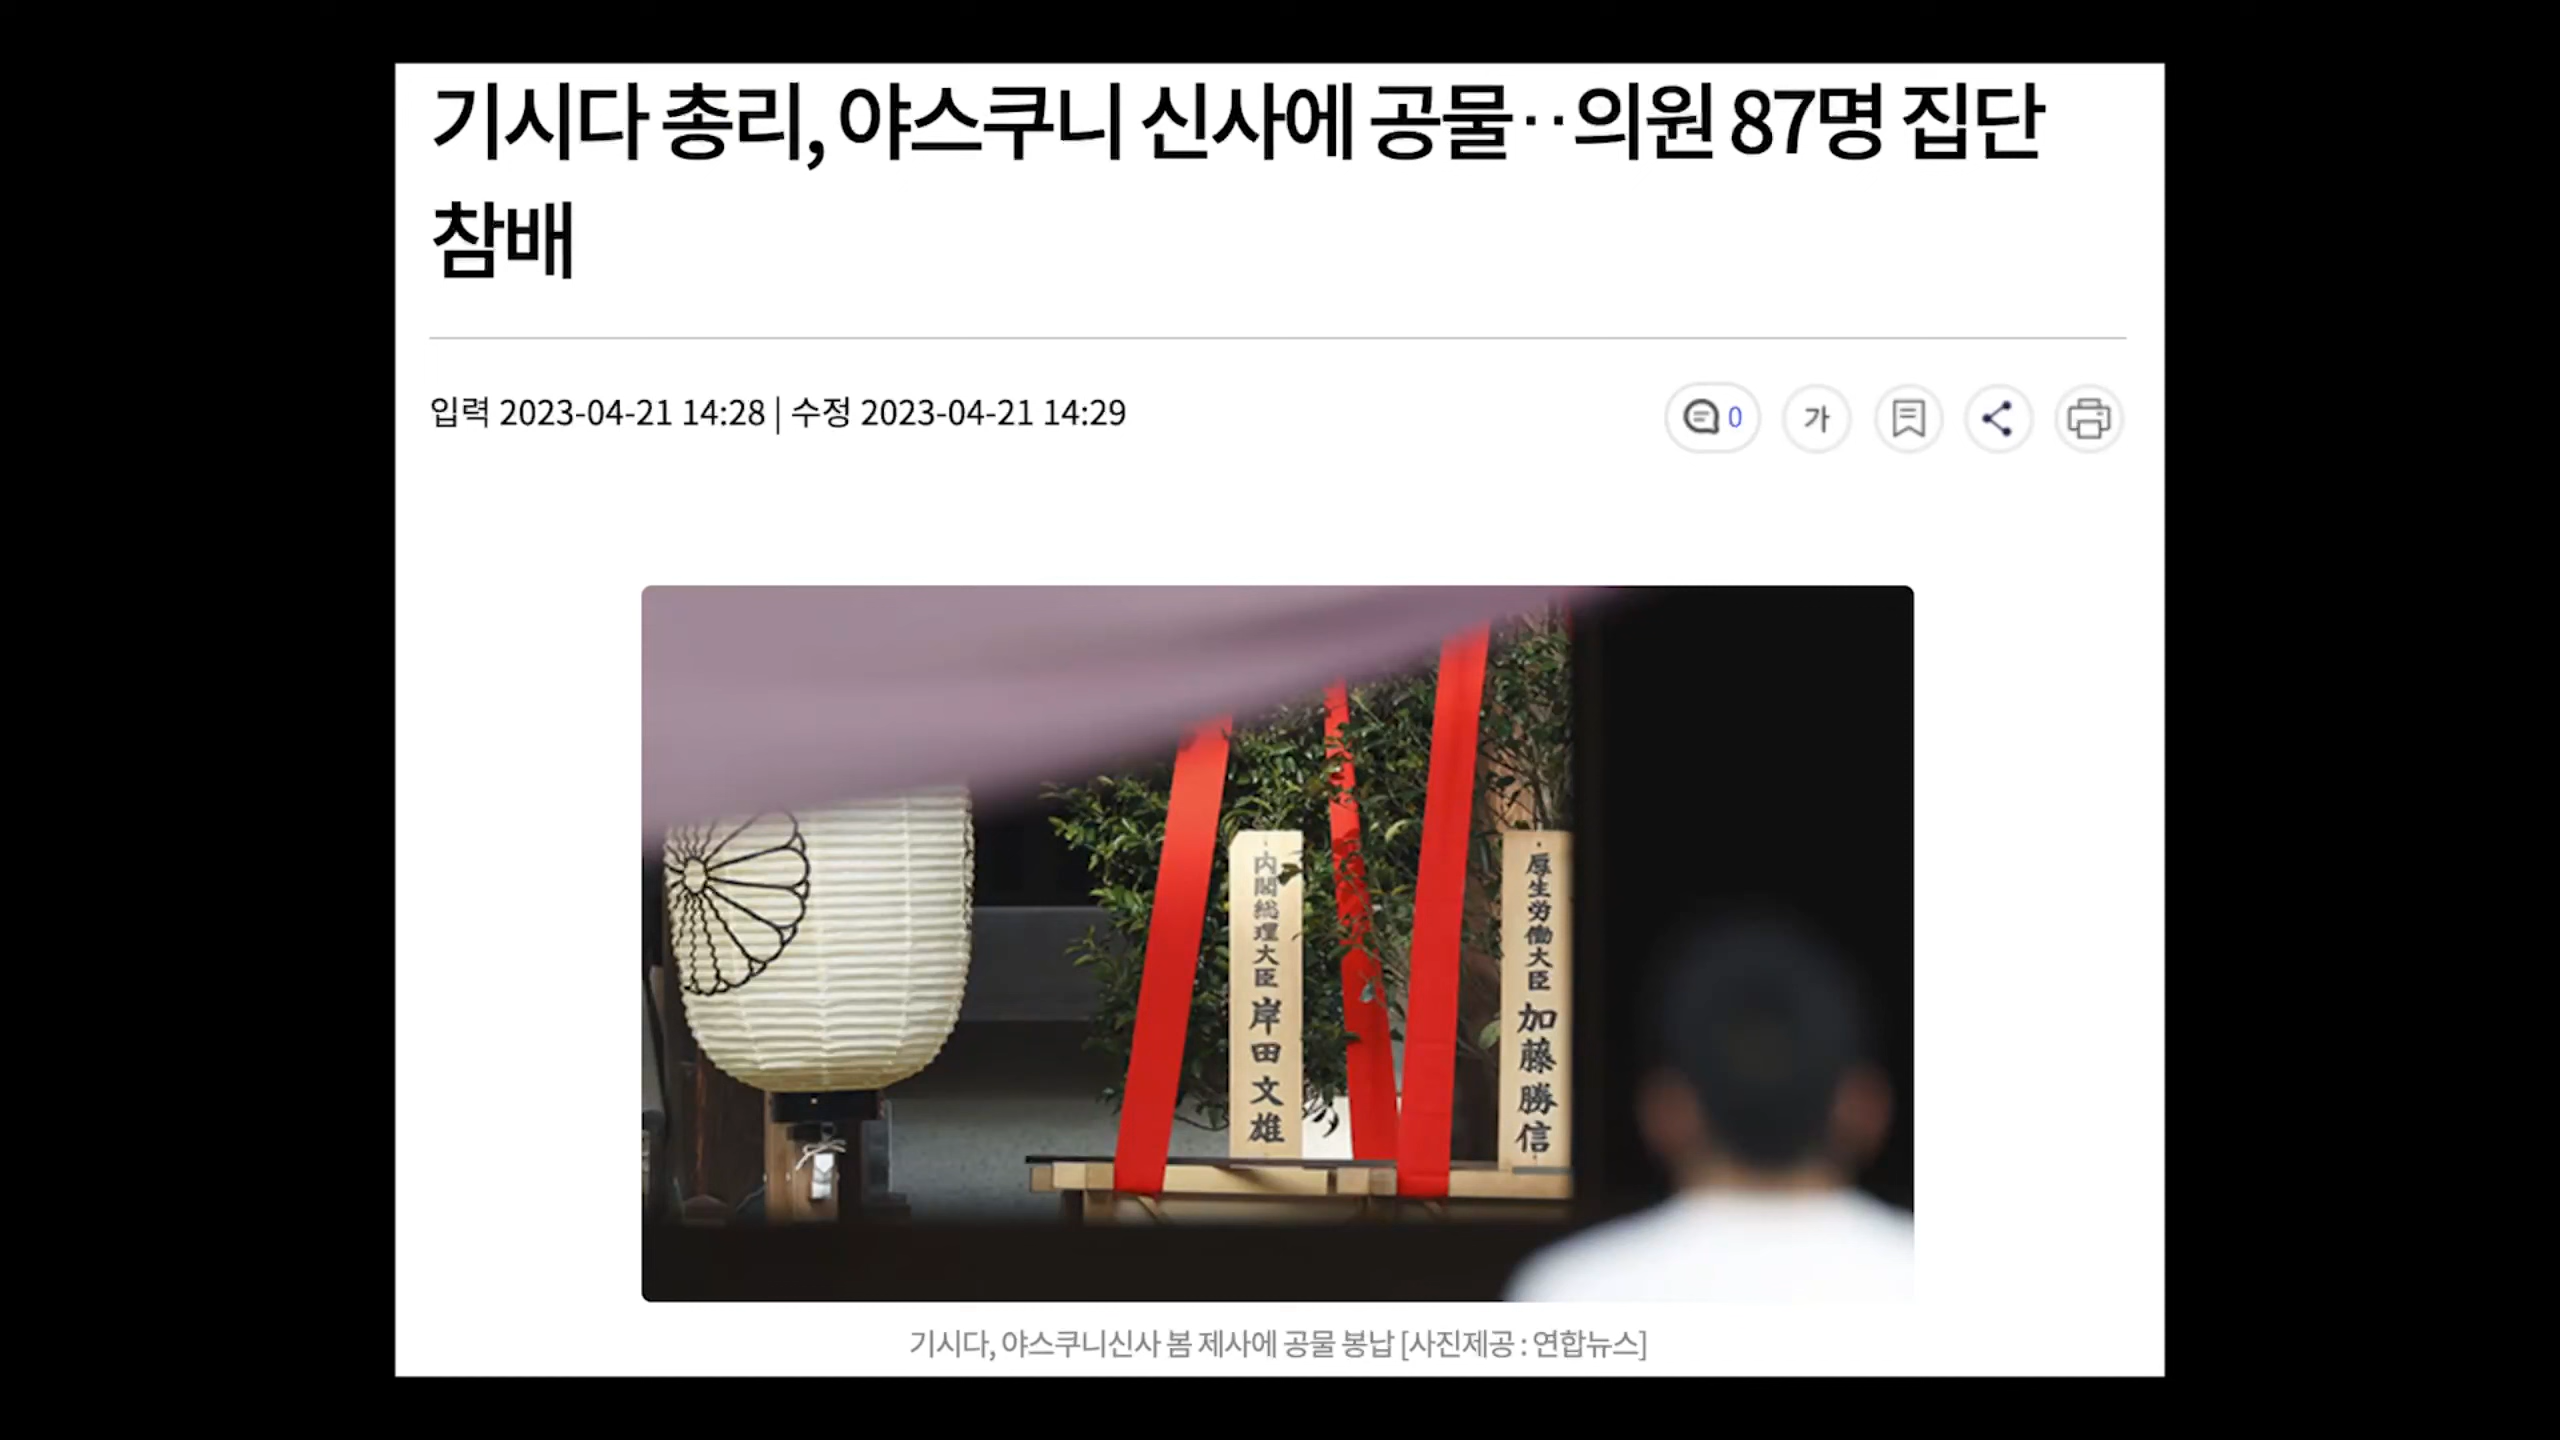 기시다 총리, 야스쿠니 신사에 공물··의원 87명 집단
참배
입력 2023-04-21 14:28 | 수정 2023-04-21 14:29
0
가
内閣総理大臣 岸田文雄
厚生労働大臣 加藤勝信
기시다, 야스쿠니신사 봄 제사에 공물 봉납 [사진제공 : 연합뉴스]